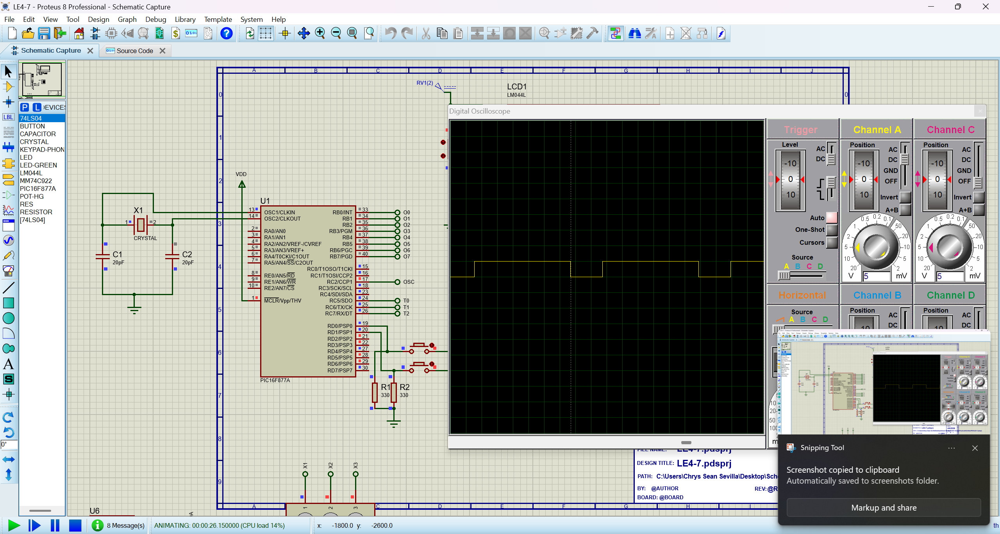 LE4-7 - Proteus 8 Professional - Schematic Capture
File Edit View Tool Design Graph Debug Library Template System Help
Schematic Capture
Source Code
P L
DEVICES
74LS04
BUTTON
CAPACITOR
CRYSTAL
KEYPAD-PHON
LED
LED-GREEN
LM044L
MM74C922
PIC16F877A
POT-HG
RES
RESISTOR
[74LS04]
LBL
0°
A B C D E F G H I J
0
1
2
3
4
5
6
7
8
9
0
RV1(2)
LCD1
LM044L
VDD
X1
1 2
CRYSTAL
C1
20pF
C2
20pF
U1
13 OSC1/CLKIN
14 OSC2/CLKOUT
2 RA0/AN0
3 RA1/AN1
4 RA2/AN2/VREF-/CVREF
5 RA3/AN3/VREF+
6 RA4/T0CKI/C1OUT
7 RA5/AN4/SS/C2OUT
8 RE0/AN5/RD
9 RE1/AN6/WR
10 RE2/AN7/CS
1 MCLR/Vpp/THV
RB0/INT 33 O0
RB1 34 O1
RB2 35 O2
RB3/PGM 36 O3
RB4 37 O4
RB5 38 O5
RB6/PGC 39 O6
RB7/PGD 40 O7
RC0/T1OSO/T1CKI 15
RC1/T1OSI/CCP2 16
RC2/CCP1 17 OSC
RC3/SCK/SCL 18
RC4/SDI/SDA 23
RC5/SDO 24 T0
RC6/TX/CK 25 T1
RC7/RX/DT 26 T2
RD0/PSP0 19
RD1/PSP1 20
RD2/PSP2 21
RD3/PSP3 22
RD4/PSP4 27
RD5/PSP5 28
RD6/PSP6 29
RD7/PSP7 30
PIC16F877A
R1
330
R2
330
X1 X2 X3
1 2 3
U6
A B C D E F G H I
Digital Oscilloscope
Trigger
Level
-10
0
10
AC
DC
Auto
One-Shot
Cursors
Source
A B C D
Horizontal
Source
A B C D
Channel A
Position
-10
0
10
AC
DC
GND
OFF
Invert
A+B
20 10 5 2 1 0.5 0.2 0.1 50 20 10 5 2
V 5 mV
Channel C
Position
-10
0
10
AC
DC
GND
OFF
Invert
A+B
20 10 5 2 1 0.5 0.2 0.1 50 20 10 5 2
V 5 mV
Channel B
Position
AC
DC
Channel D
Position
AC
DC
FILE NAME: LE4-7.pdsprj
DESIGN TITLE: LE4-7.pdsprj
PATH: C:\Users\Chrys Sean Sevilla\Desktop\Sch
BY: @AUTHOR
REV:@R
BOARD: @BOARD
Snipping Tool
Screenshot copied to clipboard
Automatically saved to screenshots folder.
Markup and share
8 Message(s)
ANIMATING: 00:00:26.150000 (CPU load 14%)
x: -1800.0 y: -2600.0
th